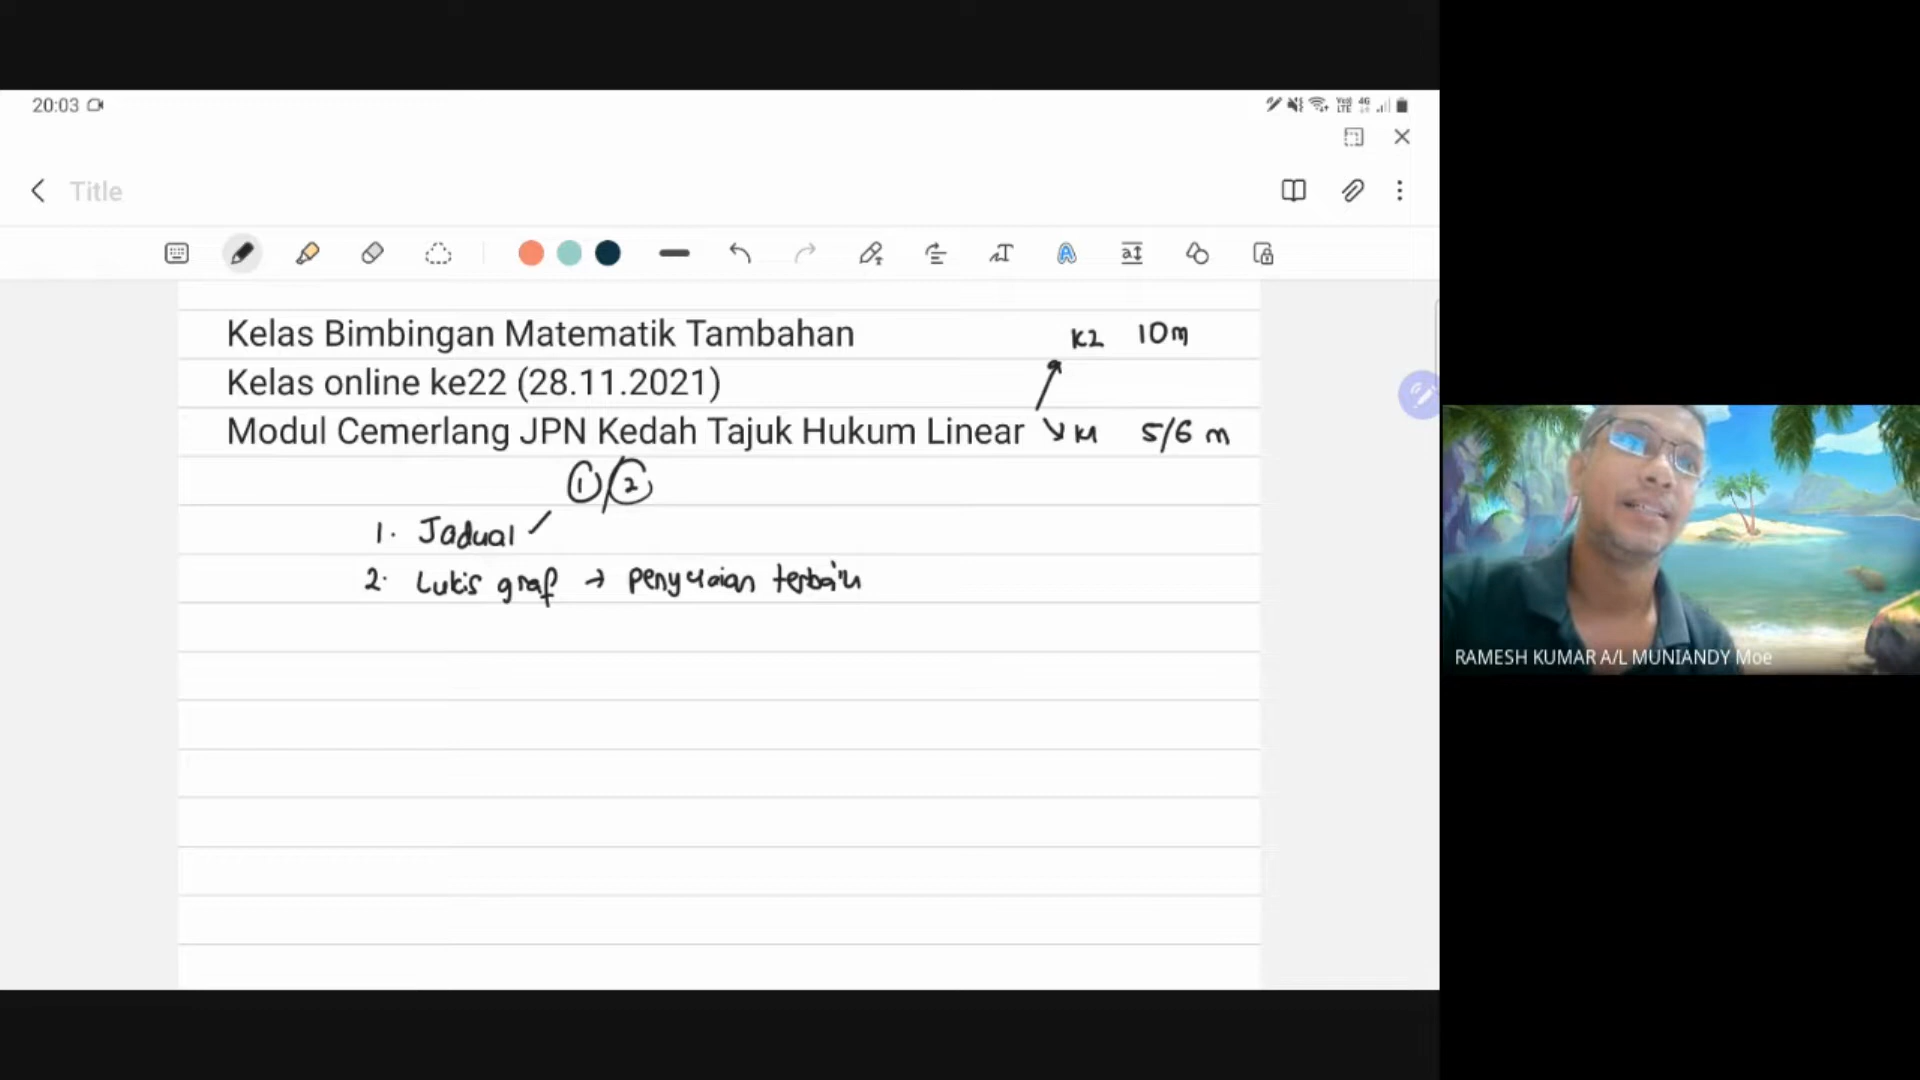 20:03
Title
Kelas Bimbingan Matematik Tambahan
K2 10m
Kelas online ke22 (28.11.2021)
Modul Cemerlang JPN Kedah Tajuk Hukum Linear
K1 5/6 m
1/2
1. Jadual
2. Lukis graf → penyuaian terbaik
RAMESH KUMAR A/L MUNIANDY Moe